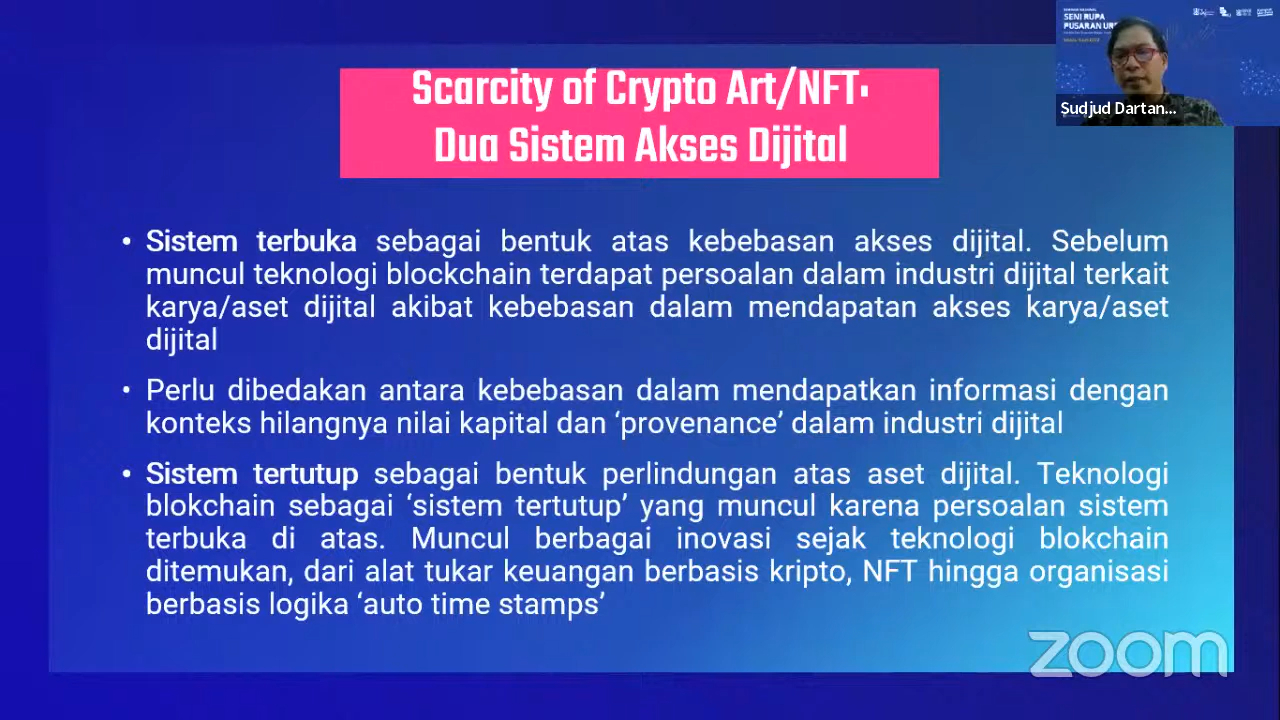 Scarcity of Crypto Art/NFT:
Dua Sistem Akses Dijital
SENI RUPA
PUSARAN
Sudjud Dartan...
• Sistem terbuka sebagai bentuk atas kebebasan akses dijital. Sebelum
muncul teknologi blockchain terdapat persoalan dalam industri dijital terkait
karya/aset dijital akibat kebebasan dalam mendapatan akses karya/aset
dijital
• Perlu dibedakan antara kebebasan dalam mendapatkan informasi dengan
konteks hilangnya nilai kapital dan ‘provenance’ dalam industri dijital
• Sistem tertutup sebagai bentuk perlindungan atas aset dijital. Teknologi
blokchain sebagai ‘sistem tertutup’ yang muncul karena persoalan sistem
terbuka di atas. Muncul berbagai inovasi sejak teknologi blokchain
ditemukan, dari alat tukar keuangan berbasis kripto, NFT hingga organisasi
berbasis logika ‘auto time stamps’
zoom